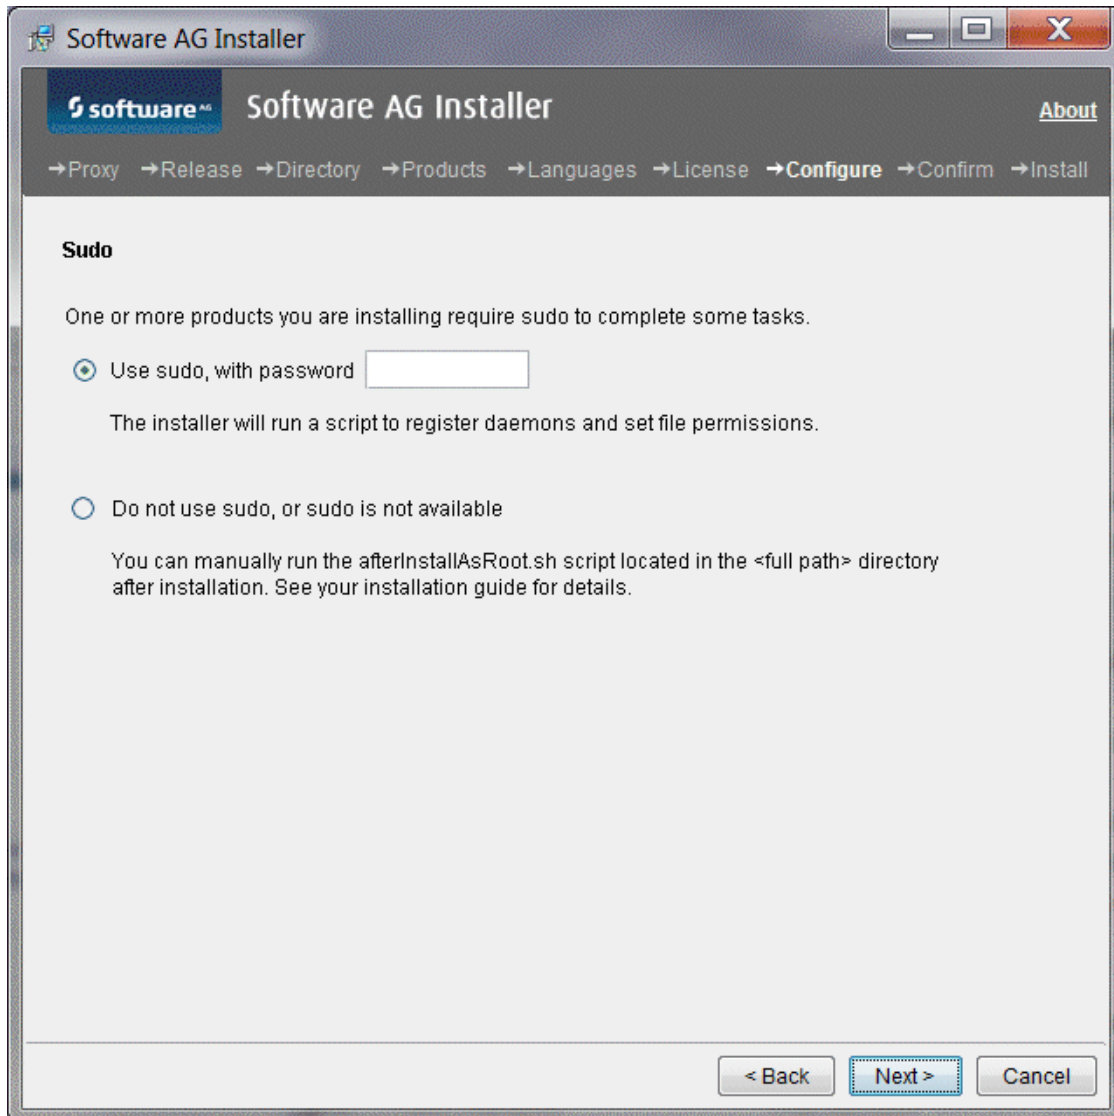 Software AG Installer
software AG Software AG Installer About
→Proxy →Release →Directory →Products →Languages →License →Configure →Confirm →Install
Sudo
One or more products you are installing require sudo to complete some tasks.
Use sudo, with password
The installer will run a script to register daemons and set file permissions.
Do not use sudo, or sudo is not available
You can manually run the afterInstallAsRoot.sh script located in the <full path> directory
after installation. See your installation guide for details.
< Back Next > Cancel